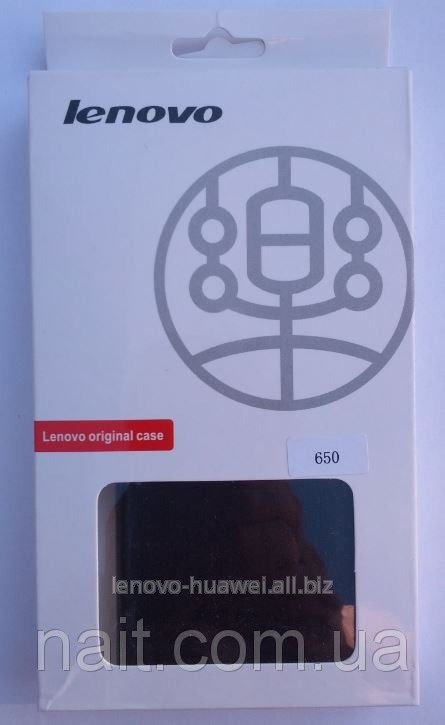 lenovo
Lenovo original case
650
lenovo-huawei.all.biz
nait.com.ua